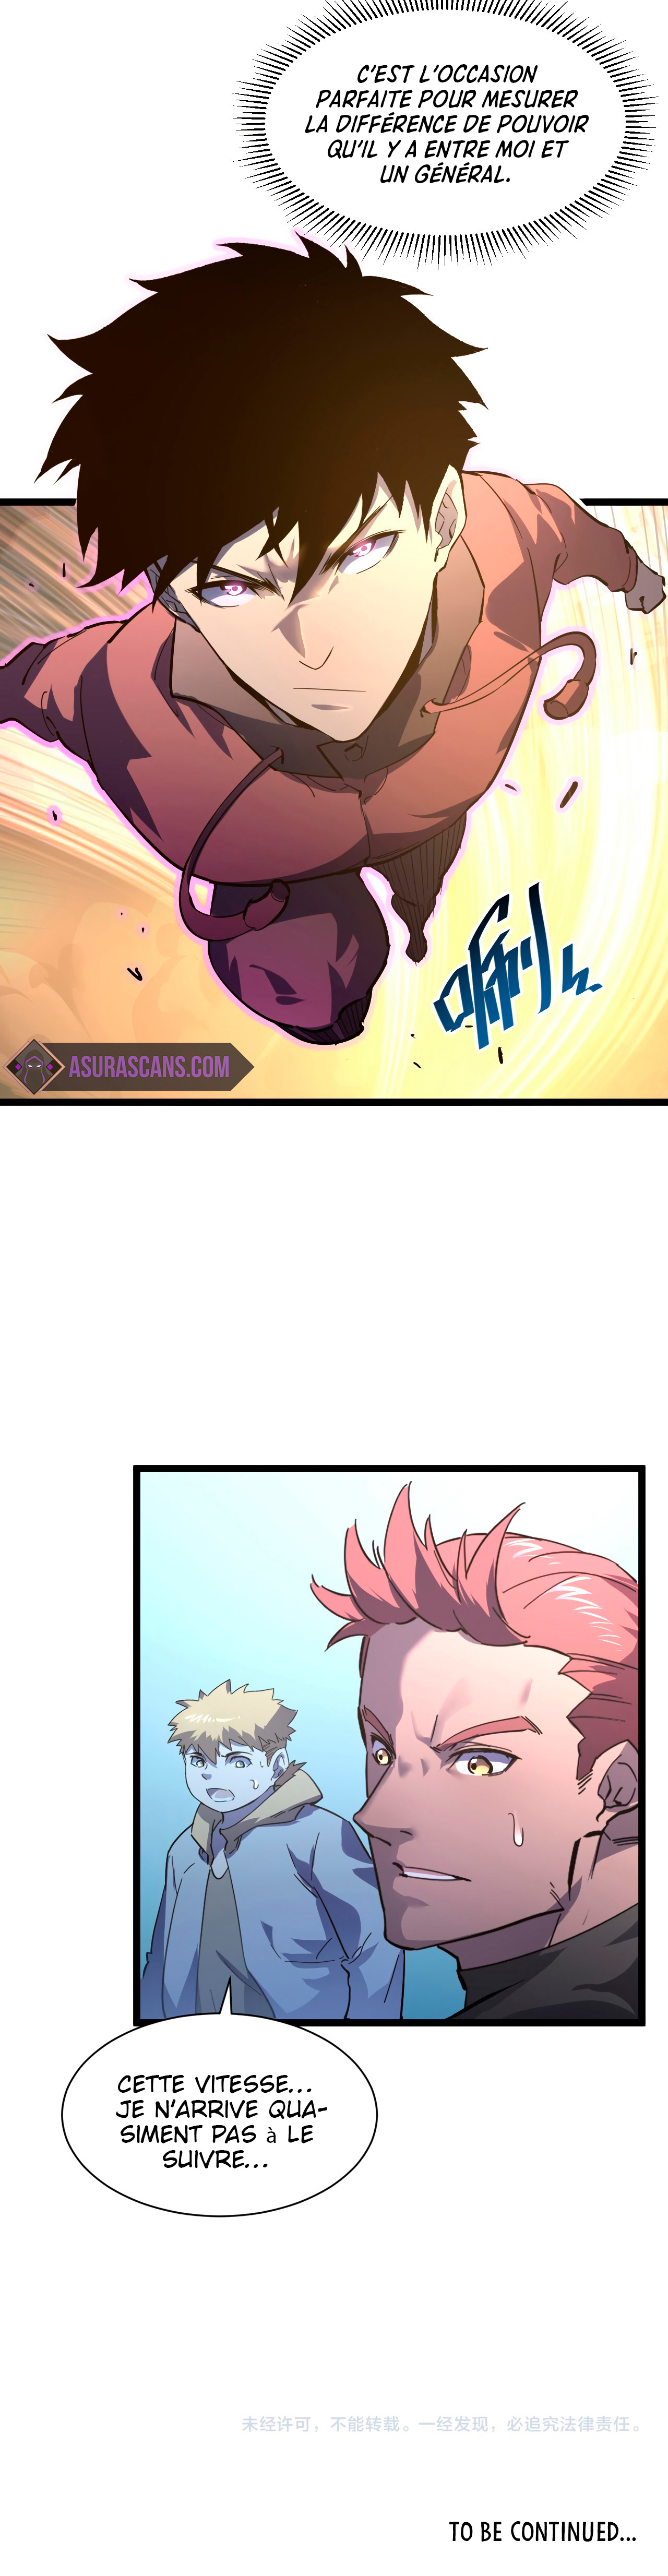 C'EST L'OCCASION
PARFAITE POUR MESURER
LA DIFFÉRENCE DE POUVOIR
QU'IL Y A ENTRE MOI ET
UN GÉNÉRAL.
唰
ASURASCANS.COM
CETTE VITESSE...
JE N'ARRIVE QUA-
SIMENT PAS à LE
SUIVRE...
未经许可，不能转载。一经发现，必追究法律责任。
TO BE CONTINUED...